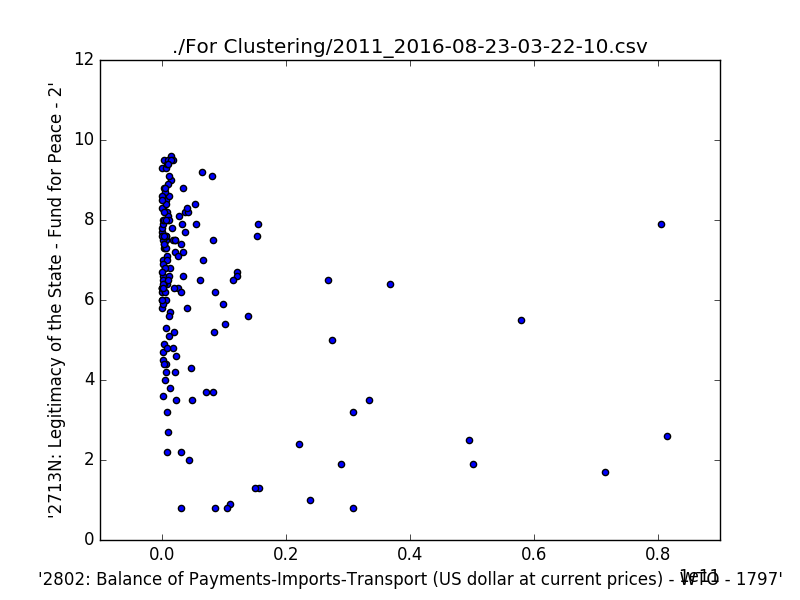 ./For Clustering/2011_2016-08-23-03-22-10.csv
'2713N: Legitimacy of the State - Fund for Peace - 2'
12
10
8
6
4
2
0
0.0 0.2 0.4 0.6 0.8
1e11
'2802: Balance of Payments-Imports-Transport (US dollar at current prices) - WTO - 1797'